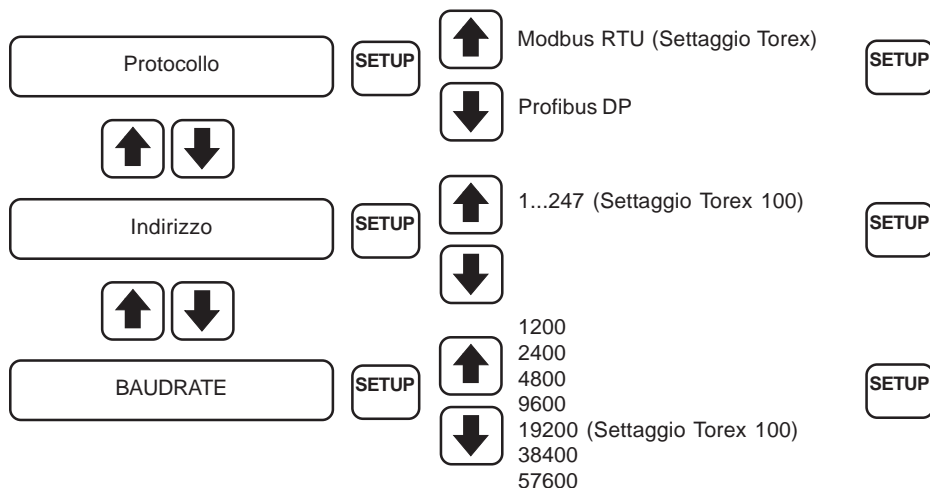 Protocollo
SETUP
Modbus RTU (Settaggio Torex)
Profibus DP
SETUP
Indirizzo
SETUP
1...247 (Settaggio Torex 100)
SETUP
BAUDRATE
SETUP
1200
2400
4800
9600
19200 (Settaggio Torex 100)
38400
57600
SETUP